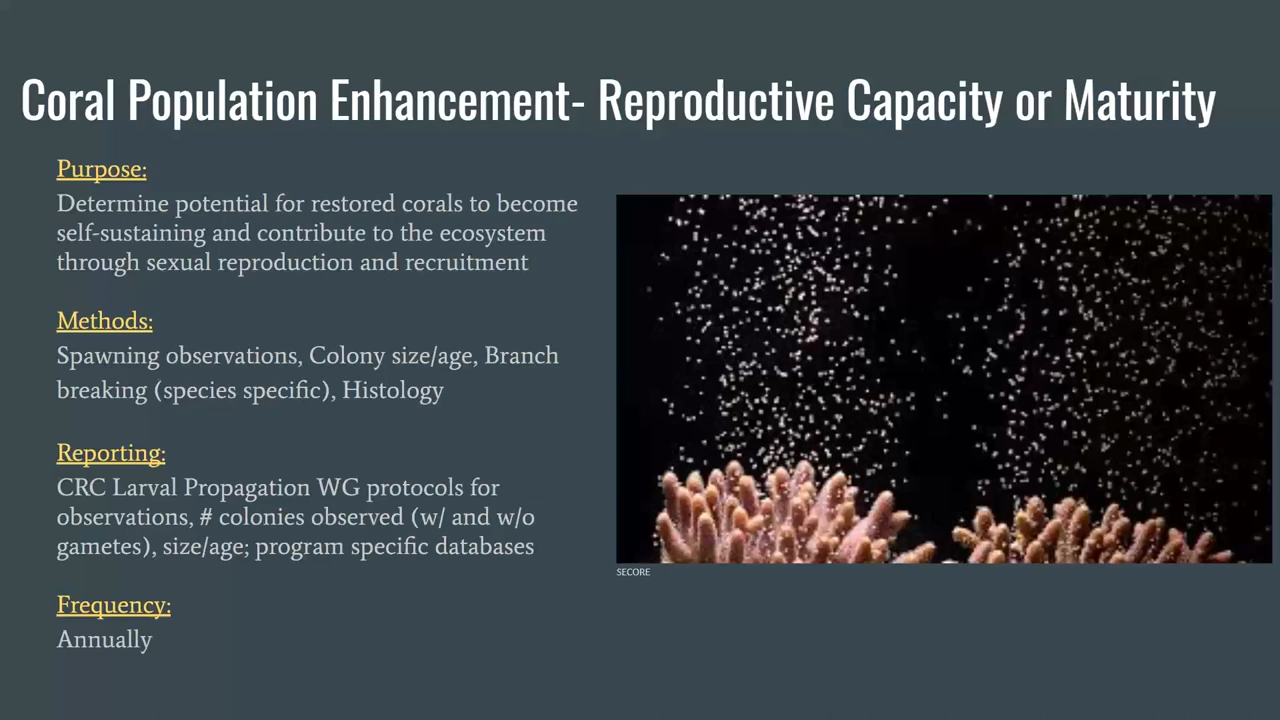 Coral Population Enhancement- Reproductive Capacity or Maturity
Purpose:
Determine potential for restored corals to become
self-sustaining and contribute to the ecosystem
through sexual reproduction and recruitment
Methods:
Spawning observations, Colony size/age, Branch
breaking (species specific), Histology
Reporting:
CRC Larval Propagation WG protocols for
observations, # colonies observed (w/ and w/o
gametes), size/age; program specific databases
Frequency:
Annually
SECORE